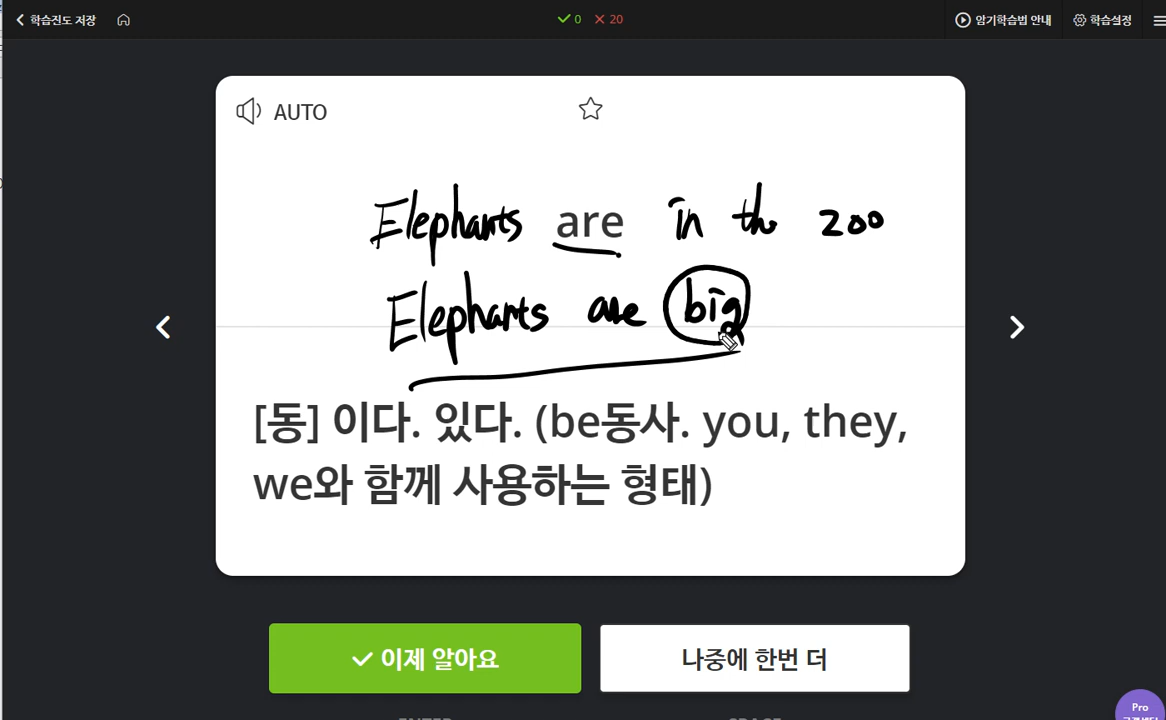 학습진도 저장
0 20
암기학습법 안내
학습설정
AUTO
Elephants are in the zoo
Elephants are big
[동] 이다. 있다. (be동사. you, they,
we와 함께 사용하는 형태)
이제 알아요
나중에 한번 더
Pro